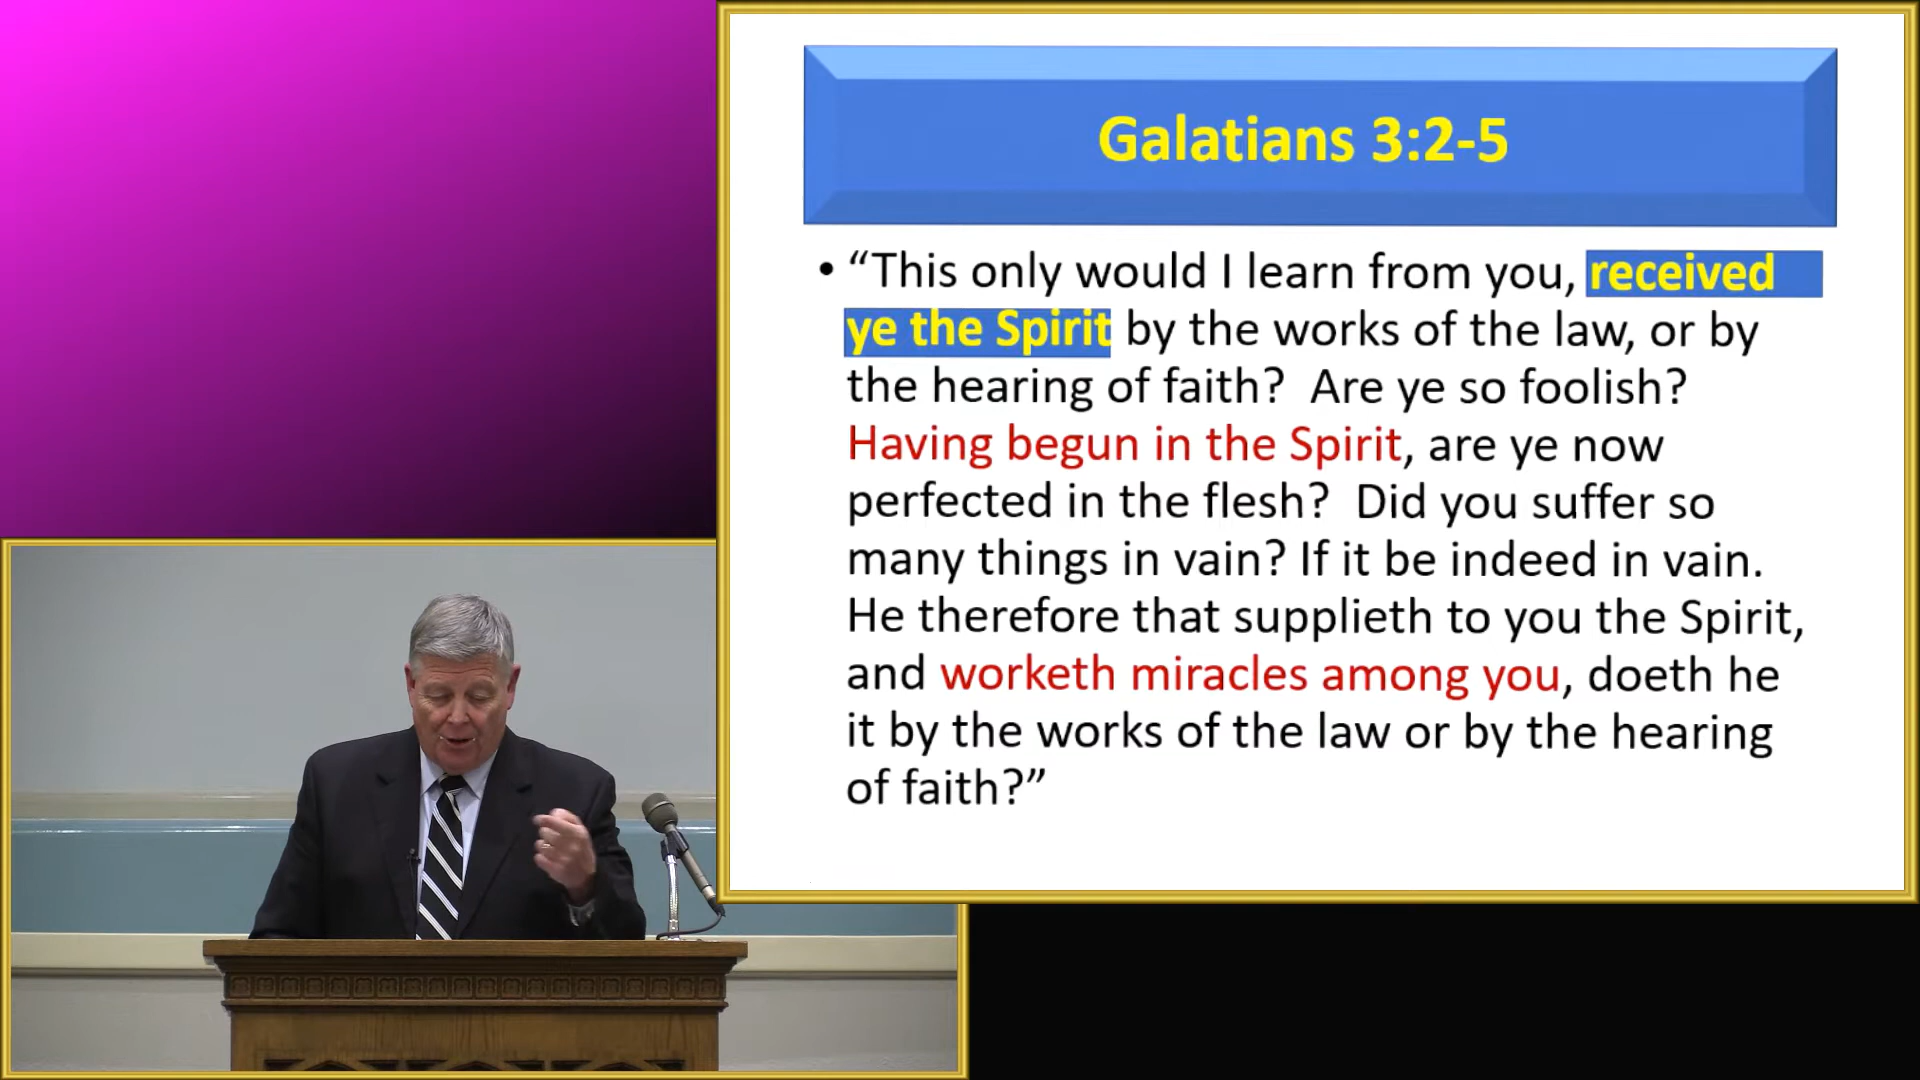 Galatians 3:2-5
• “This only would I learn from you, received
ye the Spirit by the works of the law, or by
the hearing of faith?  Are ye so foolish?
Having begun in the Spirit, are ye now
perfected in the flesh?  Did you suffer so
many things in vain? If it be indeed in vain.
He therefore that supplieth to you the Spirit,
and worketh miracles among you, doeth he
it by the works of the law or by the hearing
of faith?”